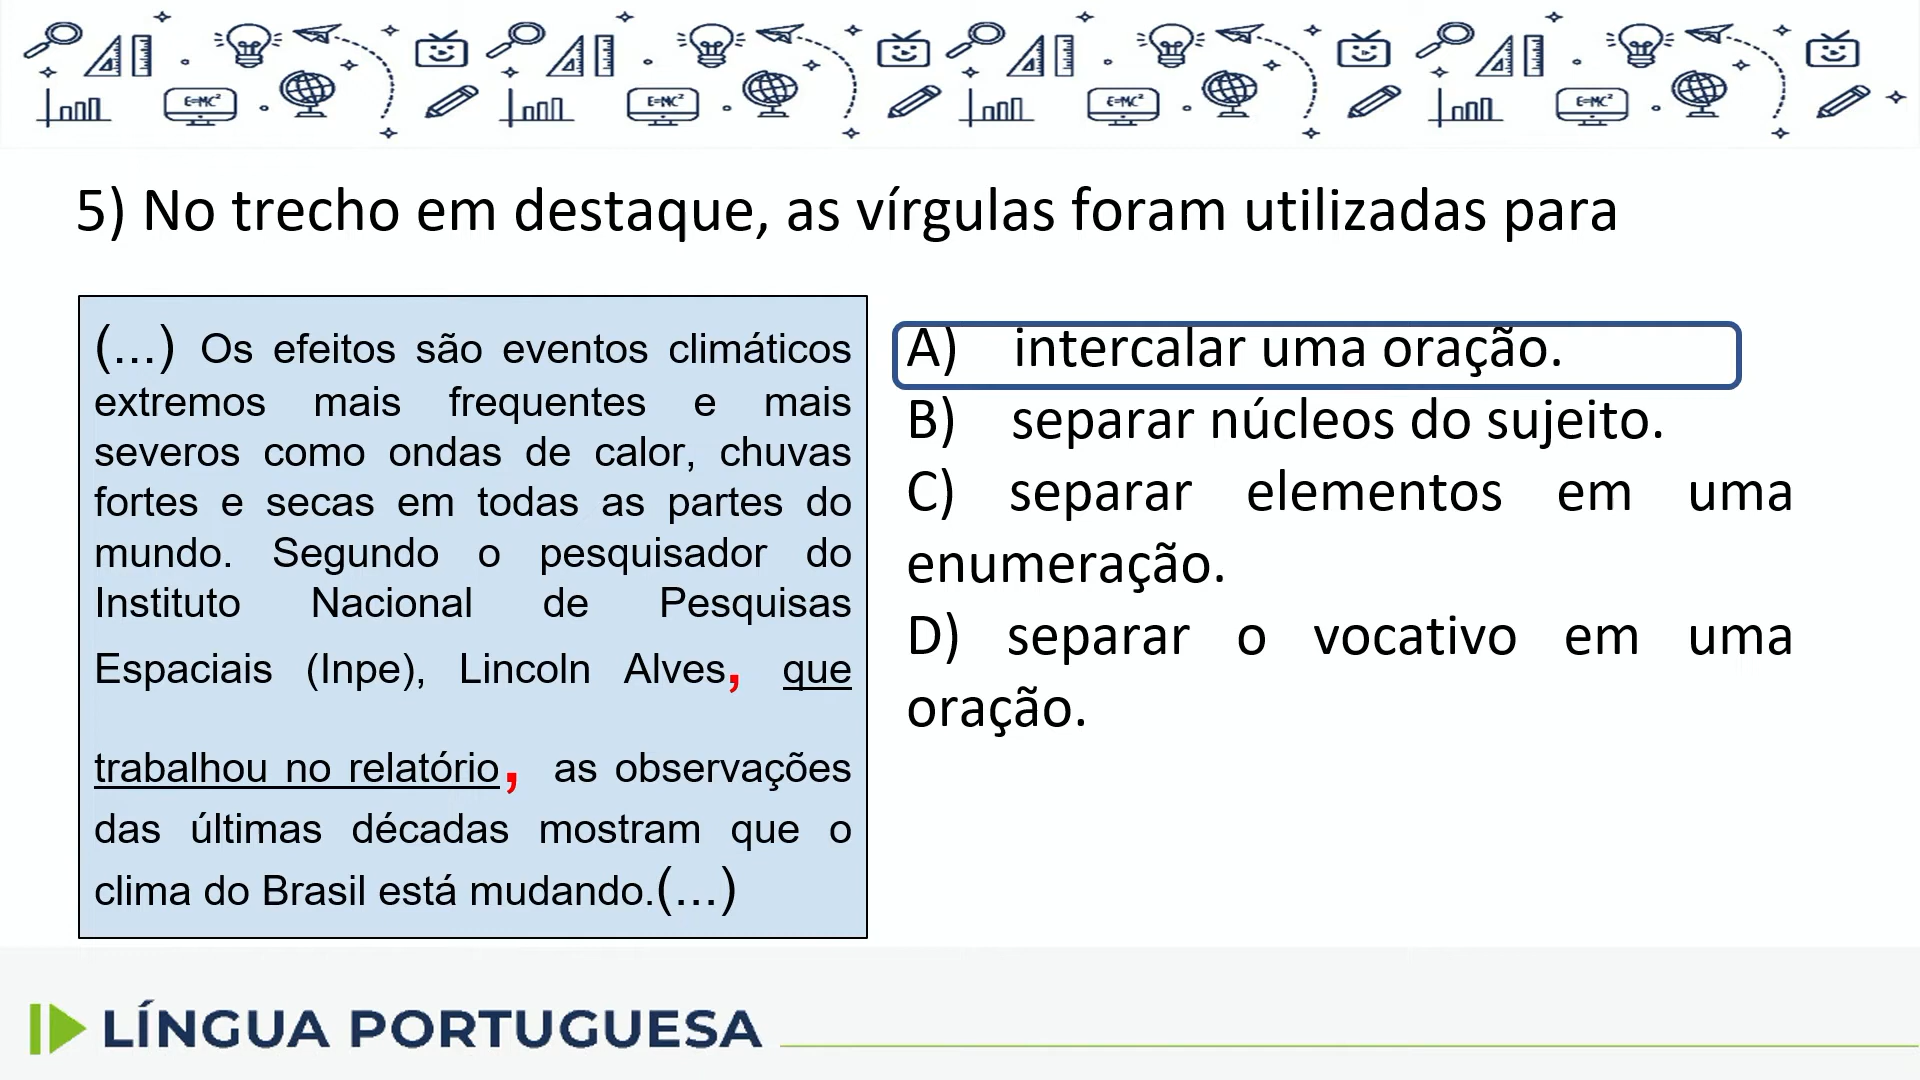 E=MC²
E=MC²
E=MC²
E=MC²
5) No trecho em destaque, as vírgulas foram utilizadas para
(...) Os efeitos são eventos climáticos
extremos mais frequentes e mais
severos como ondas de calor, chuvas
fortes e secas em todas as partes do
mundo. Segundo o pesquisador do
Instituto Nacional de Pesquisas
Espaciais (Inpe), Lincoln Alves, que
trabalhou no relatório, as observações
das últimas décadas mostram que o
clima do Brasil está mudando.(...)
A) intercalar uma oração.
B) separar núcleos do sujeito.
C) separar elementos em uma
enumeração.
D) separar o vocativo em uma
oração.
LÍNGUA PORTUGUESA